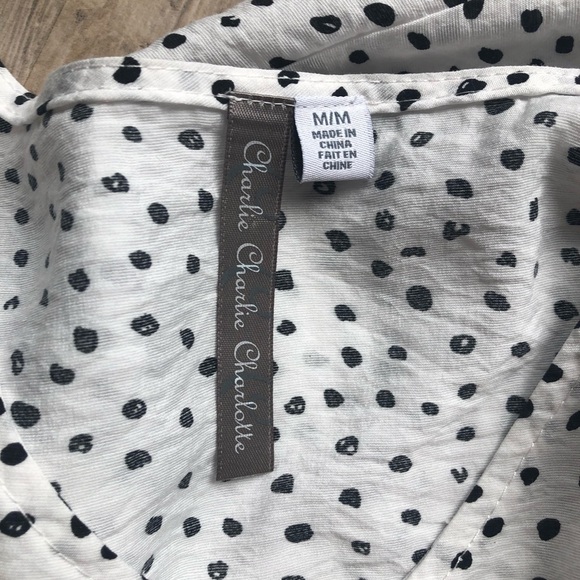 Charlie Charlie Charlotte
M/M
MADE IN
CHINA
FAIT EN
CHINE